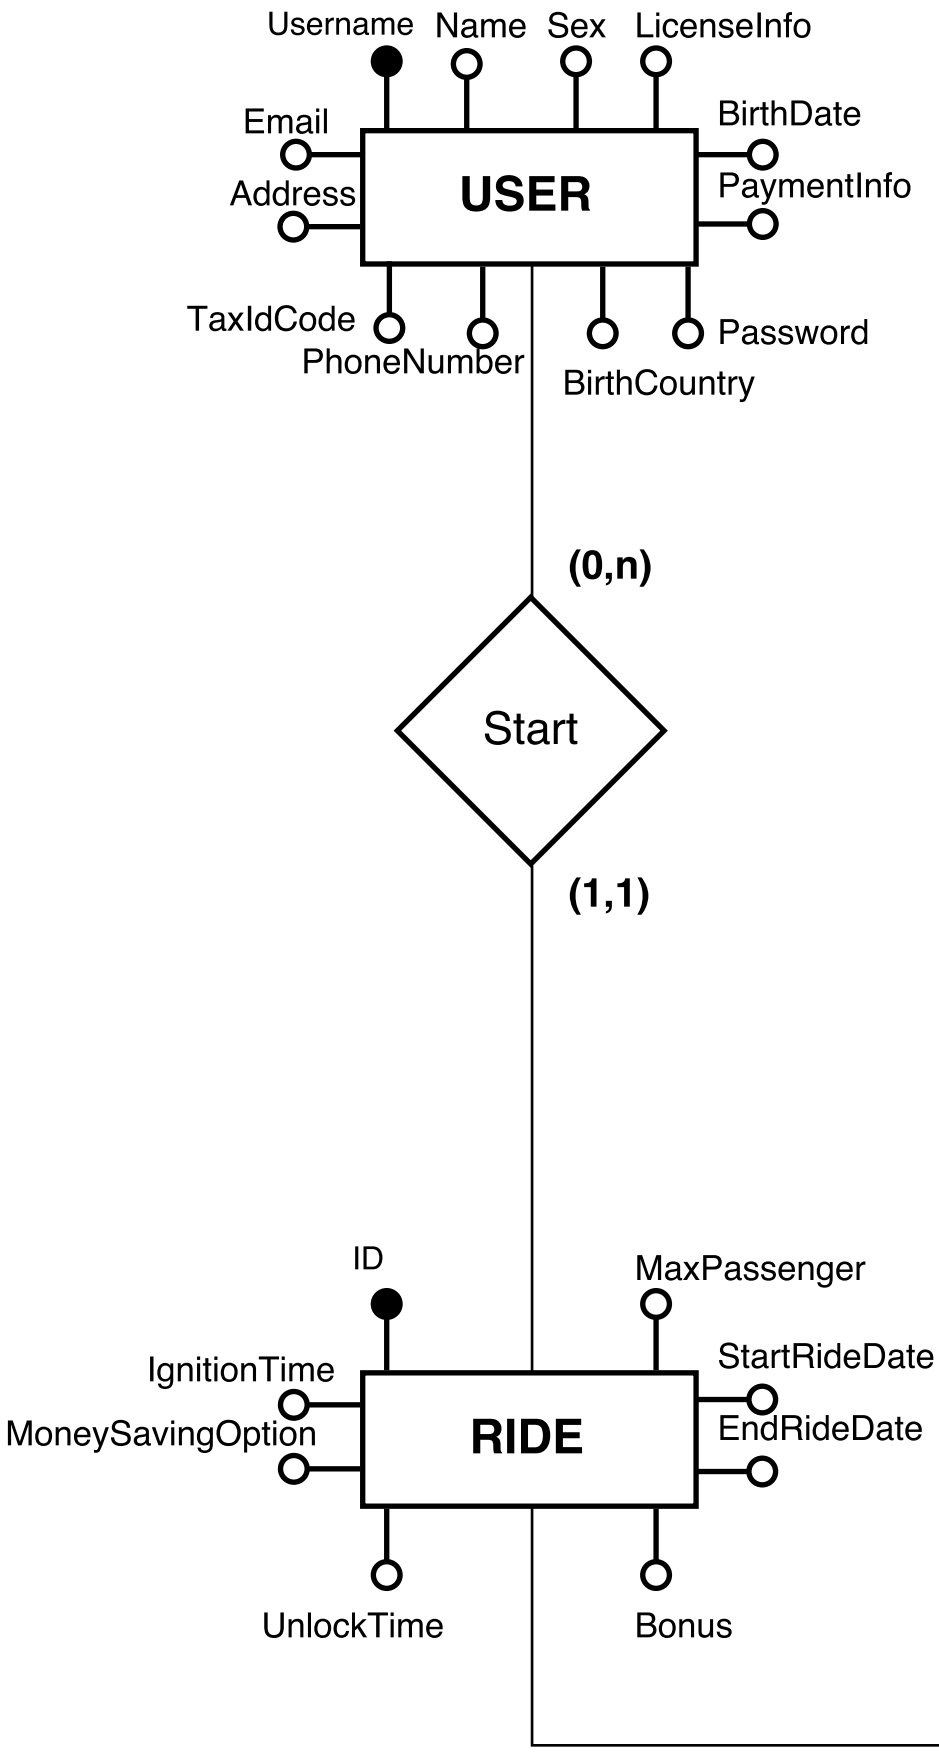 Username
Name
Sex
LicenseInfo
Email
BirthDate
Address
USER
PaymentInfo
TaxIdCode
PhoneNumber
Password
BirthCountry
(0,n)
Start
(1,1)
ID
MaxPassenger
IgnitionTime
StartRideDate
MoneySavingOption
RIDE
EndRideDate
UnlockTime
Bonus